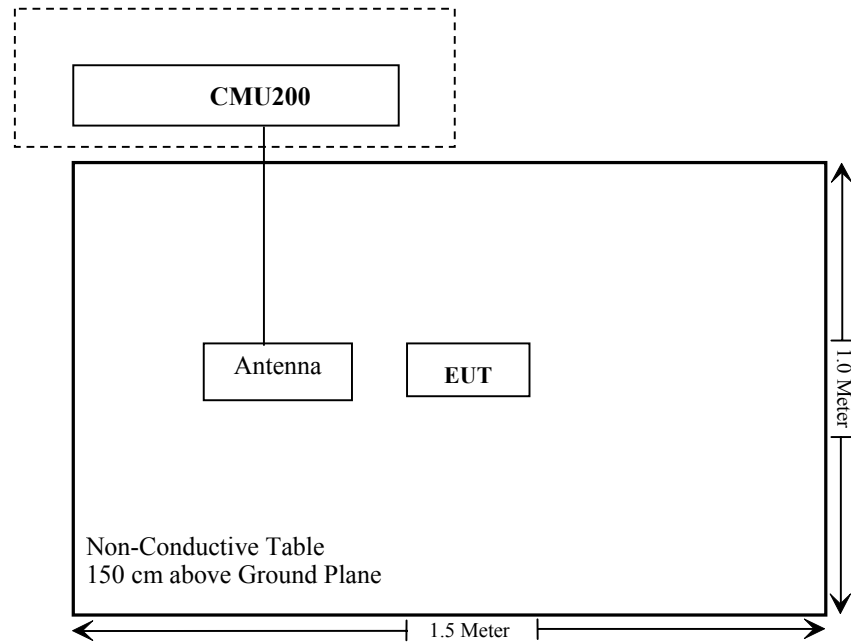 CMU200
Antenna
EUT
1.0 Meter
Non-Conductive Table
150 cm above Ground Plane
1.5 Meter